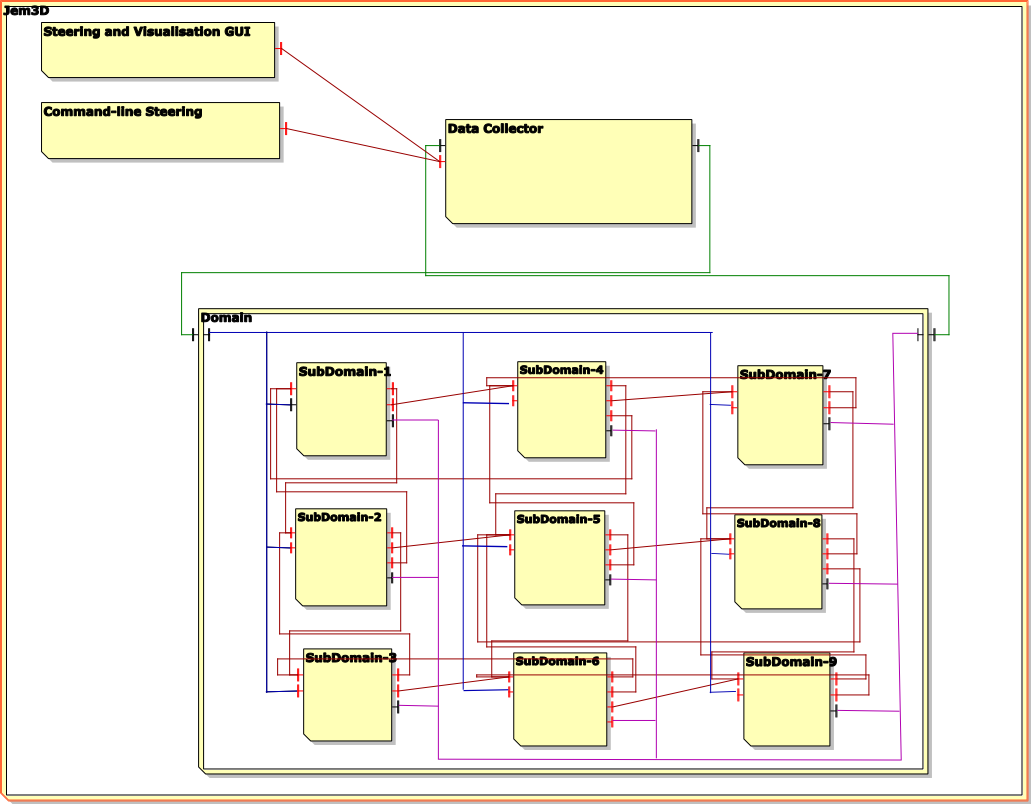 Jem3D
Steering and Visualisation GUI
Command-line Steering
Data Collector
Domain
SubDomain-1
SubDomain-4
SubDomain-7
SubDomain-2
SubDomain-5
SubDomain-8
SubDomain-3
SubDomain-6
SubDomain-9